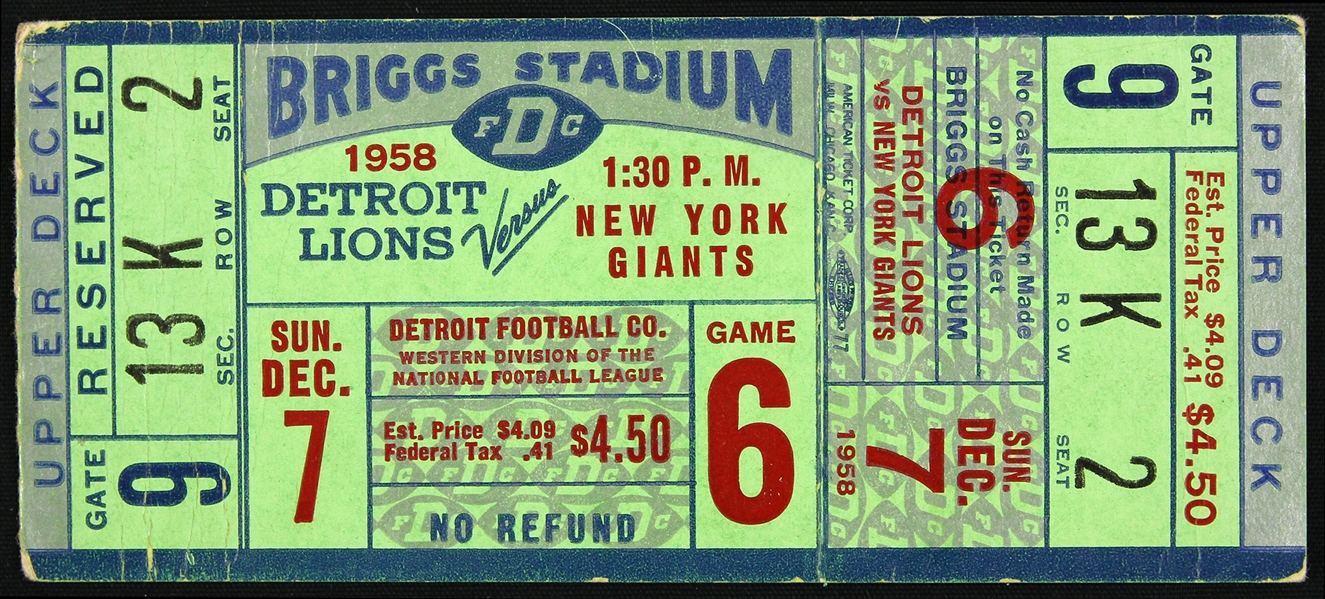 UPPER DECK
RESERVED
13 K 2
SEC. ROW SEAT
GATE
9
BRIGGS STADIUM
FDC
1958
DETROIT
LIONS
Versus
1:30 P. M.
NEW YORK
GIANTS
SUN.
DEC.
7
DETROIT FOOTBALL CO.
WESTERN DIVISION OF THE
NATIONAL FOOTBALL LEAGUE
Est. Price $4.09
Federal Tax .41
$4.50
NO REFUND
GAME
6
No Cash Return Made
on This Ticket
6
BRIGGS STADIUM
DETROIT LIONS
vs NEW YORK GIANTS
AMERICAN TICKET CORP.
SUN.
DEC.
7
1958
GATE
9
13 K 2
SEC. ROW SEAT
Est. Price $4.09
Federal Tax .41
$4.50
UPPER DECK